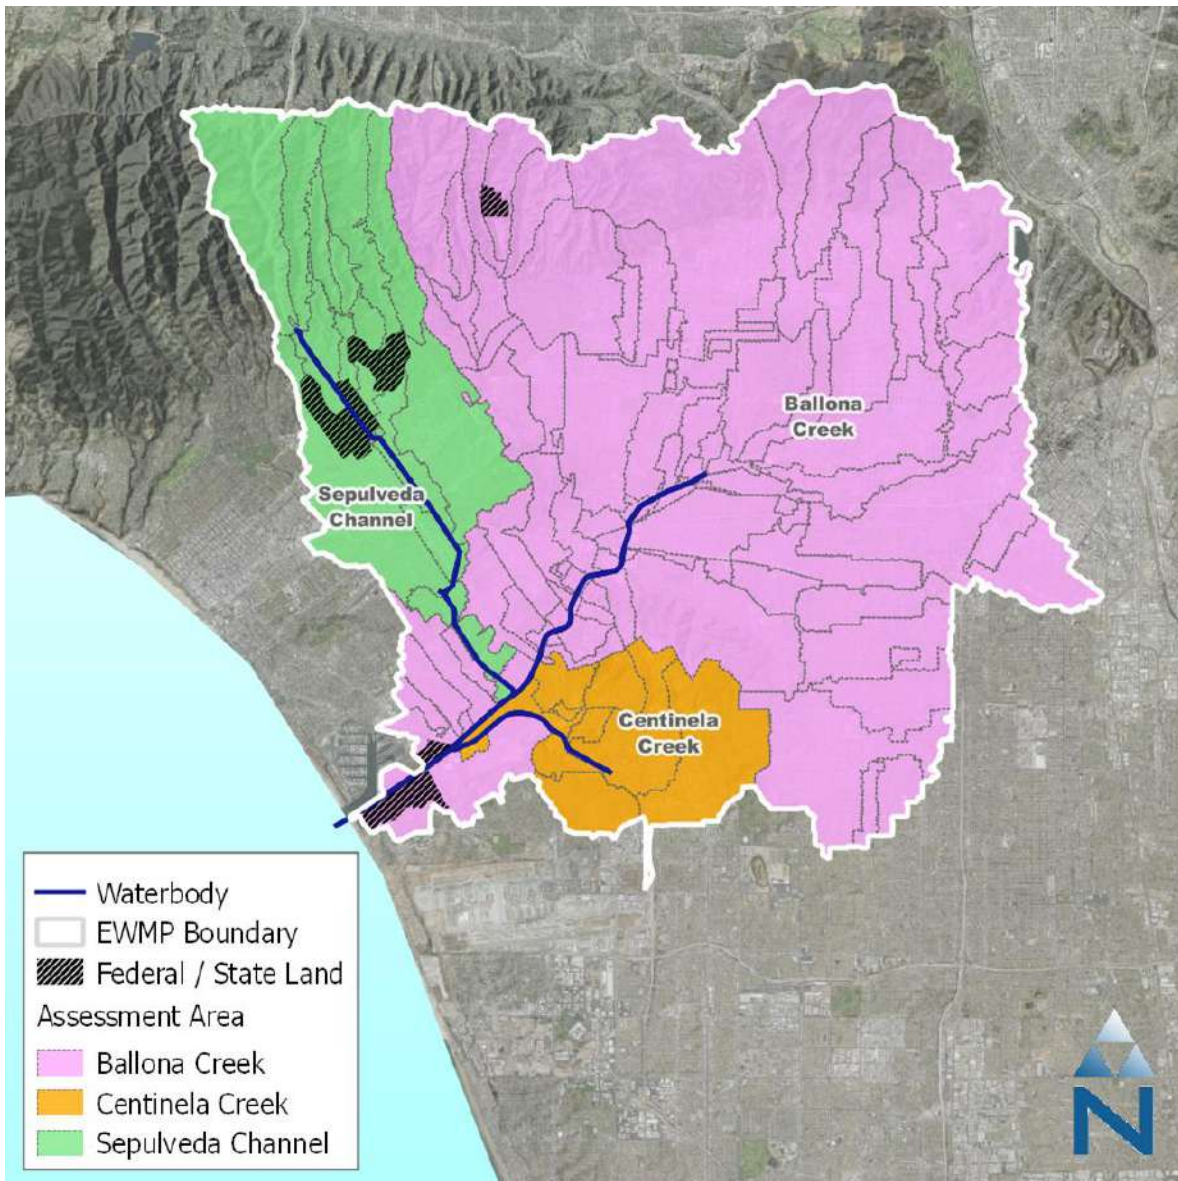 Ballona
Creek
Sepulveda
Channel
Centinela
Creek
Waterbody
EWMP Boundary
Federal / State Land
Assessment Area
Ballona Creek
Centinela Creek
Sepulveda Channel
N